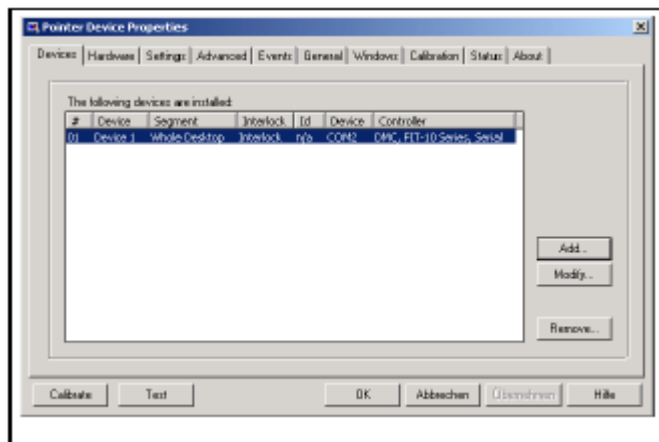 Pointer Device Properties
Devices Hardware Settings Advanced Events General Windows Calibration Status About
The following devices are installed:
# Device Segment Interlock Id Device Controller
01 Device 1 Whole Desktop Interlock n/a COM2 DMC, FIT-10 Series, Serial
Add...
Modify...
Remove...
Calibrate Test OK Abbrechen Übernehmen Hilfe